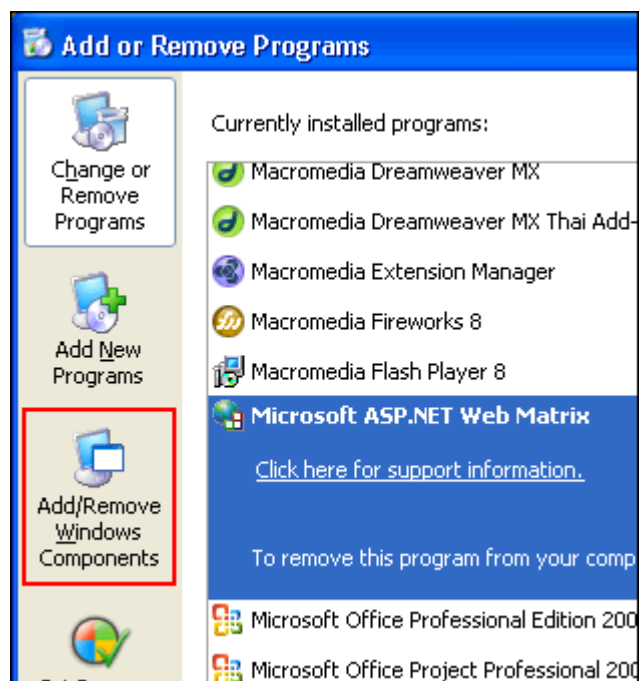 Add or Remove Programs
Change or
Remove
Programs
Add New
Programs
Add/Remove
Windows
Components
Currently installed programs:
Macromedia Dreamweaver MX
Macromedia Dreamweaver MX Thai Add-
Macromedia Extension Manager
Macromedia Fireworks 8
Macromedia Flash Player 8
Microsoft ASP.NET Web Matrix
Click here for support information.
To remove this program from your comp
Microsoft Office Professional Edition 200
Microsoft Office Project Professional 200